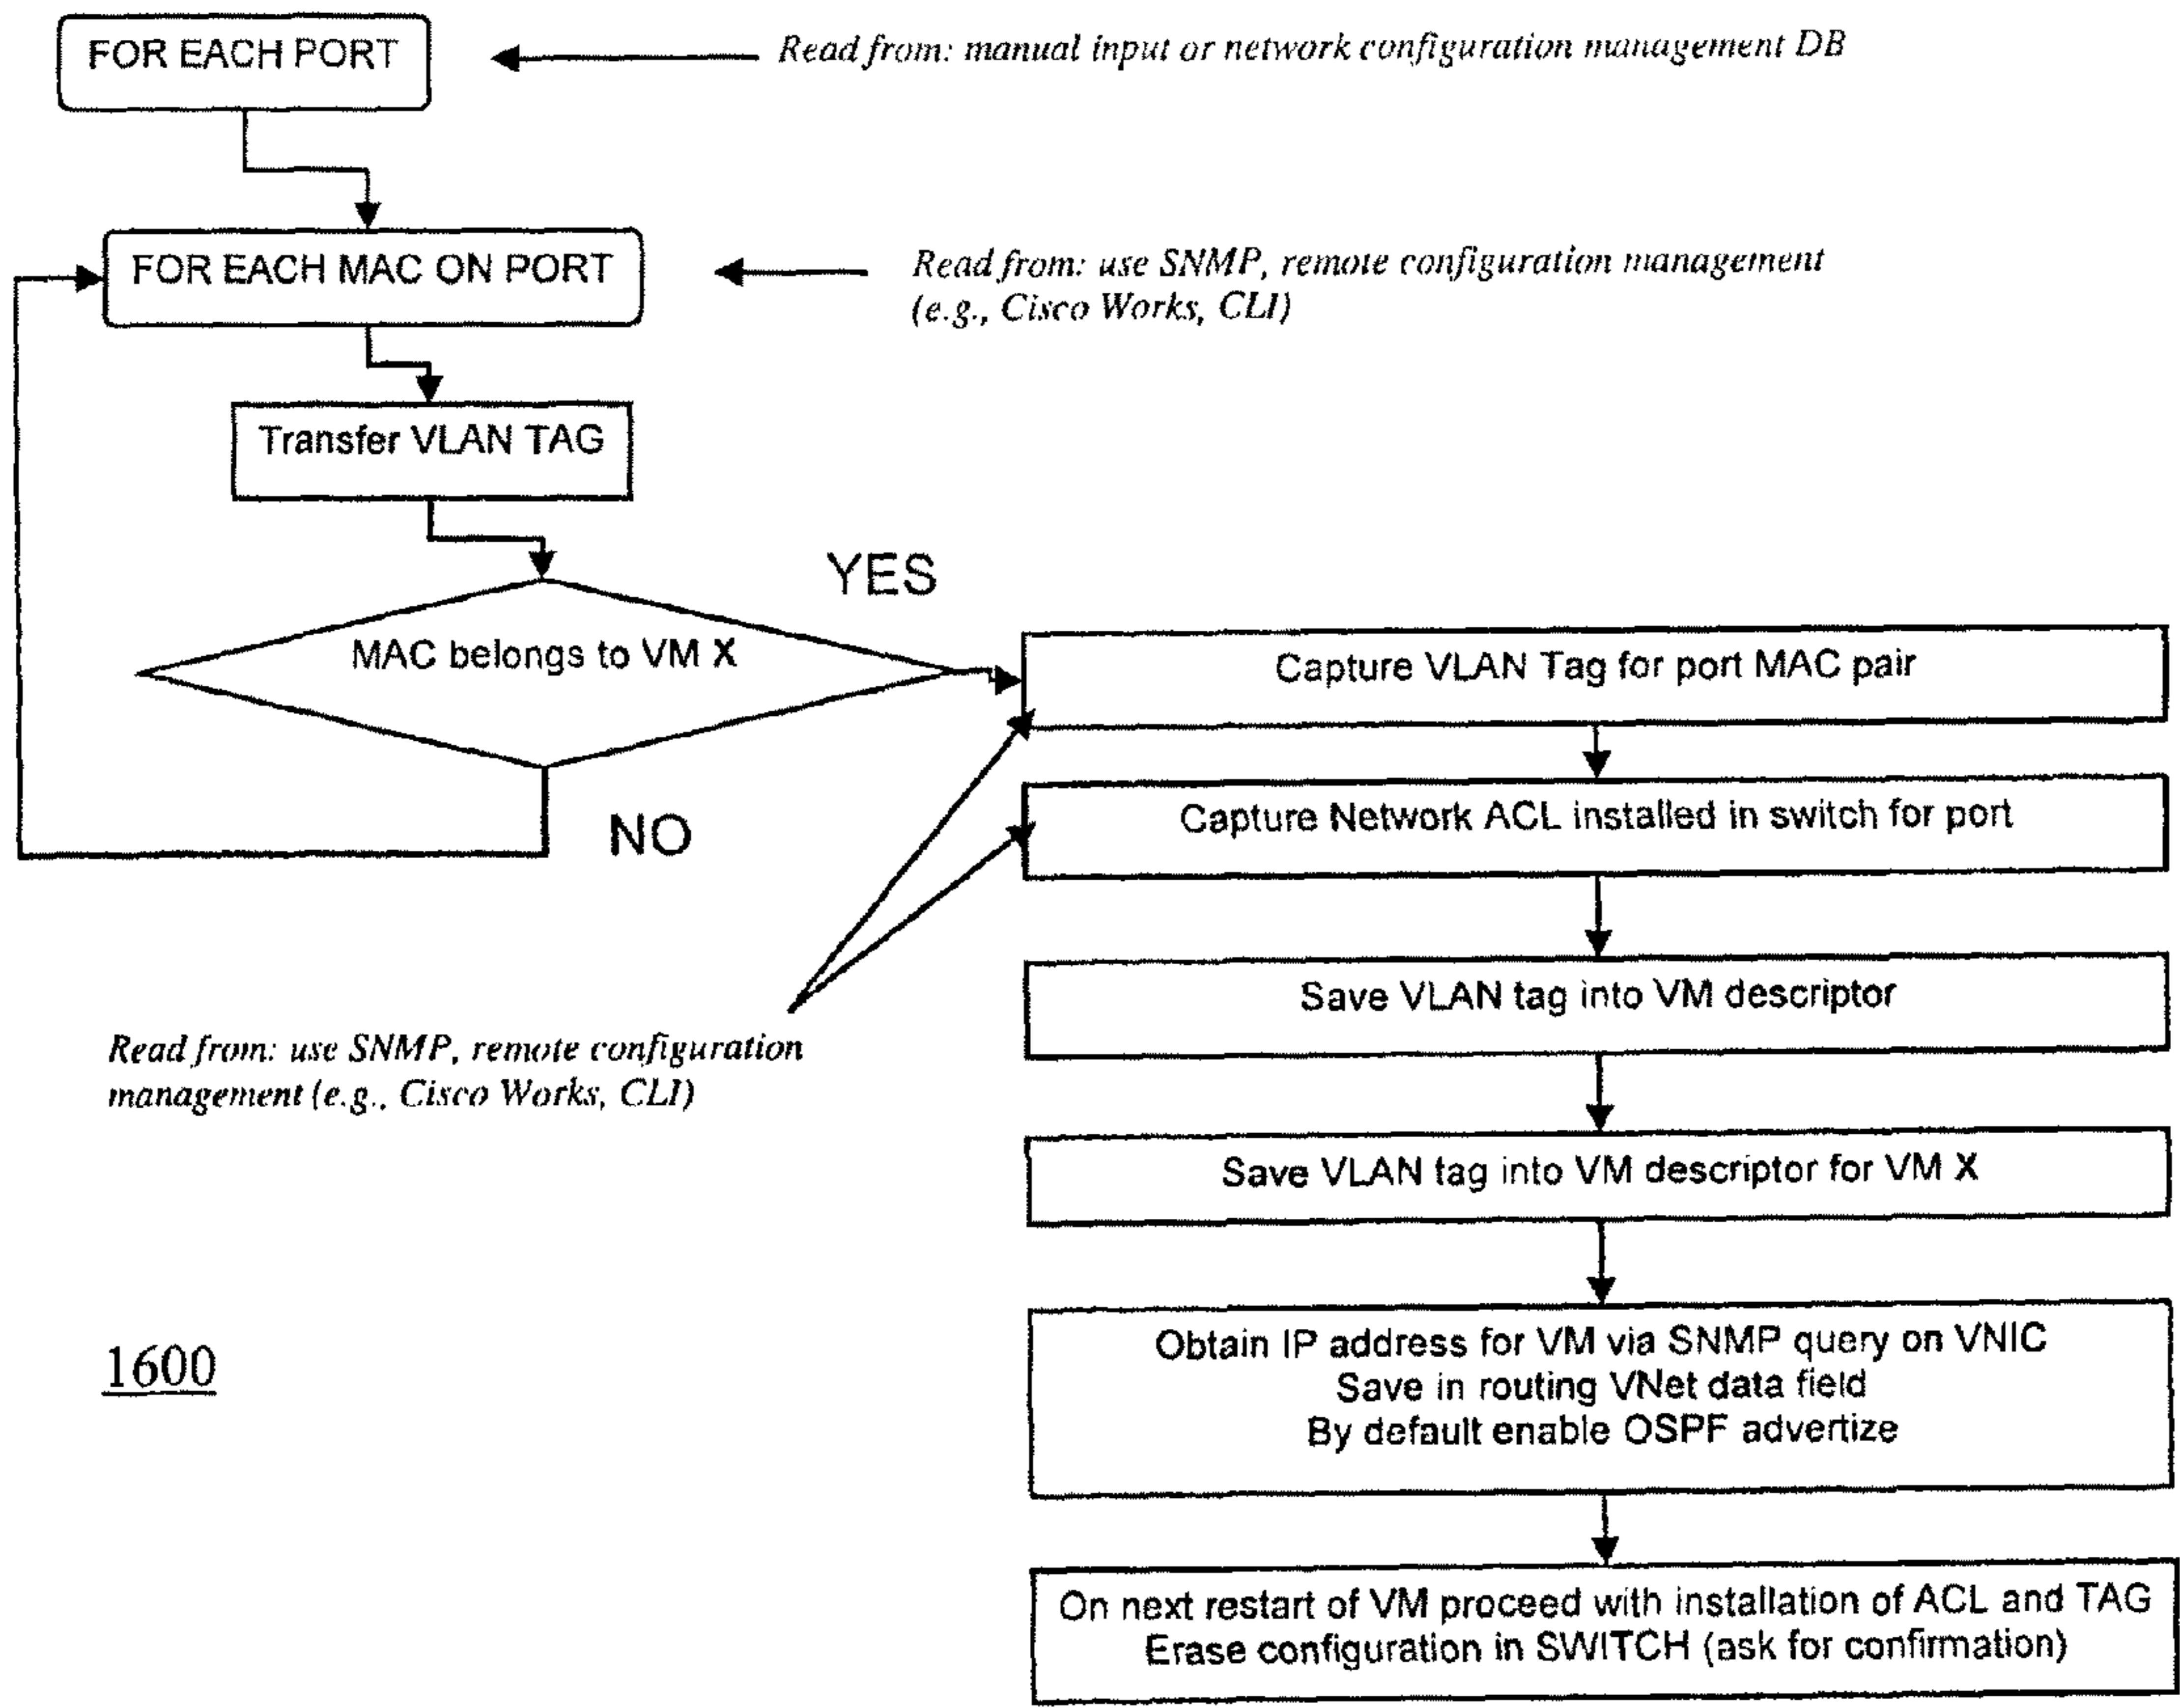 FOR EACH PORT
Read from: manual input or network configuration management DB
FOR EACH MAC ON PORT
Read from: use SNMP, remote configuration management
(e.g., Cisco Works, CLI)
Transfer VLAN TAG
YES
MAC belongs to VM X
NO
Capture VLAN Tag for port MAC pair
Capture Network ACL installed in switch for port
Save VLAN tag into VM descriptor
Read from: use SNMP, remote configuration
management (e.g., Cisco Works, CLI)
Save VLAN tag into VM descriptor for VM X
Obtain IP address for VM via SNMP query on VNIC
Save in routing VNet data field
By default enable OSPF advertize
1600
On next restart of VM proceed with installation of ACL and TAG
Erase configuration in SWITCH (ask for confirmation)